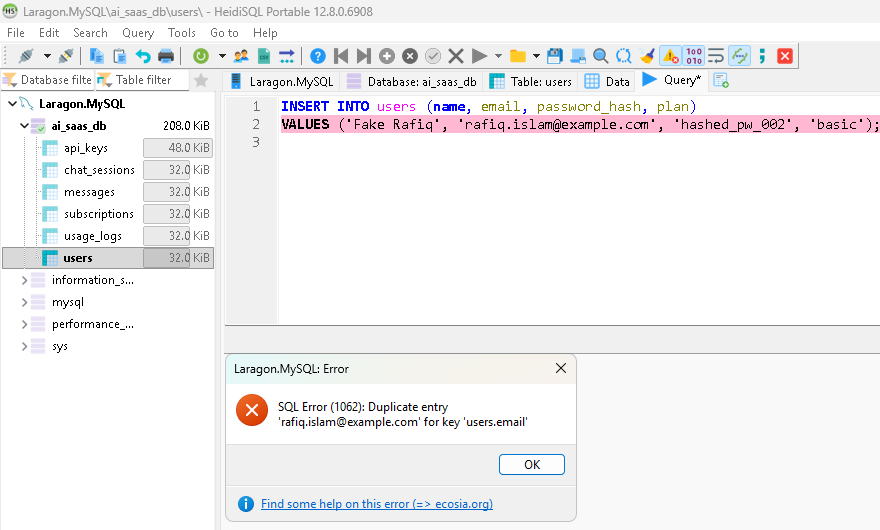 Laragon.MySQL\ai_saas_db\users\ - HeidiSQL Portable 12.8.0.6908
File Edit Search Query Tools Go to Help
Database filte Table filter
Laragon.MySQL Database: ai_saas_db Table: users Data Query*
Laragon.MySQL
ai_saas_db 208.0 KiB
api_keys 48.0 KiB
chat_sessions 32.0 KiB
messages 32.0 KiB
subscriptions 32.0 KiB
usage_logs 32.0 KiB
users 32.0 KiB
information_s...
mysql
performance_...
sys
1 INSERT INTO users (name, email, password_hash, plan)
2 VALUES ('Fake Rafiq', 'rafiq.islam@example.com', 'hashed_pw_002', 'basic');
3
Laragon.MySQL: Error
SQL Error (1062): Duplicate entry
'rafiq.islam@example.com' for key 'users.email'
OK
Find some help on this error (=> ecosia.org)